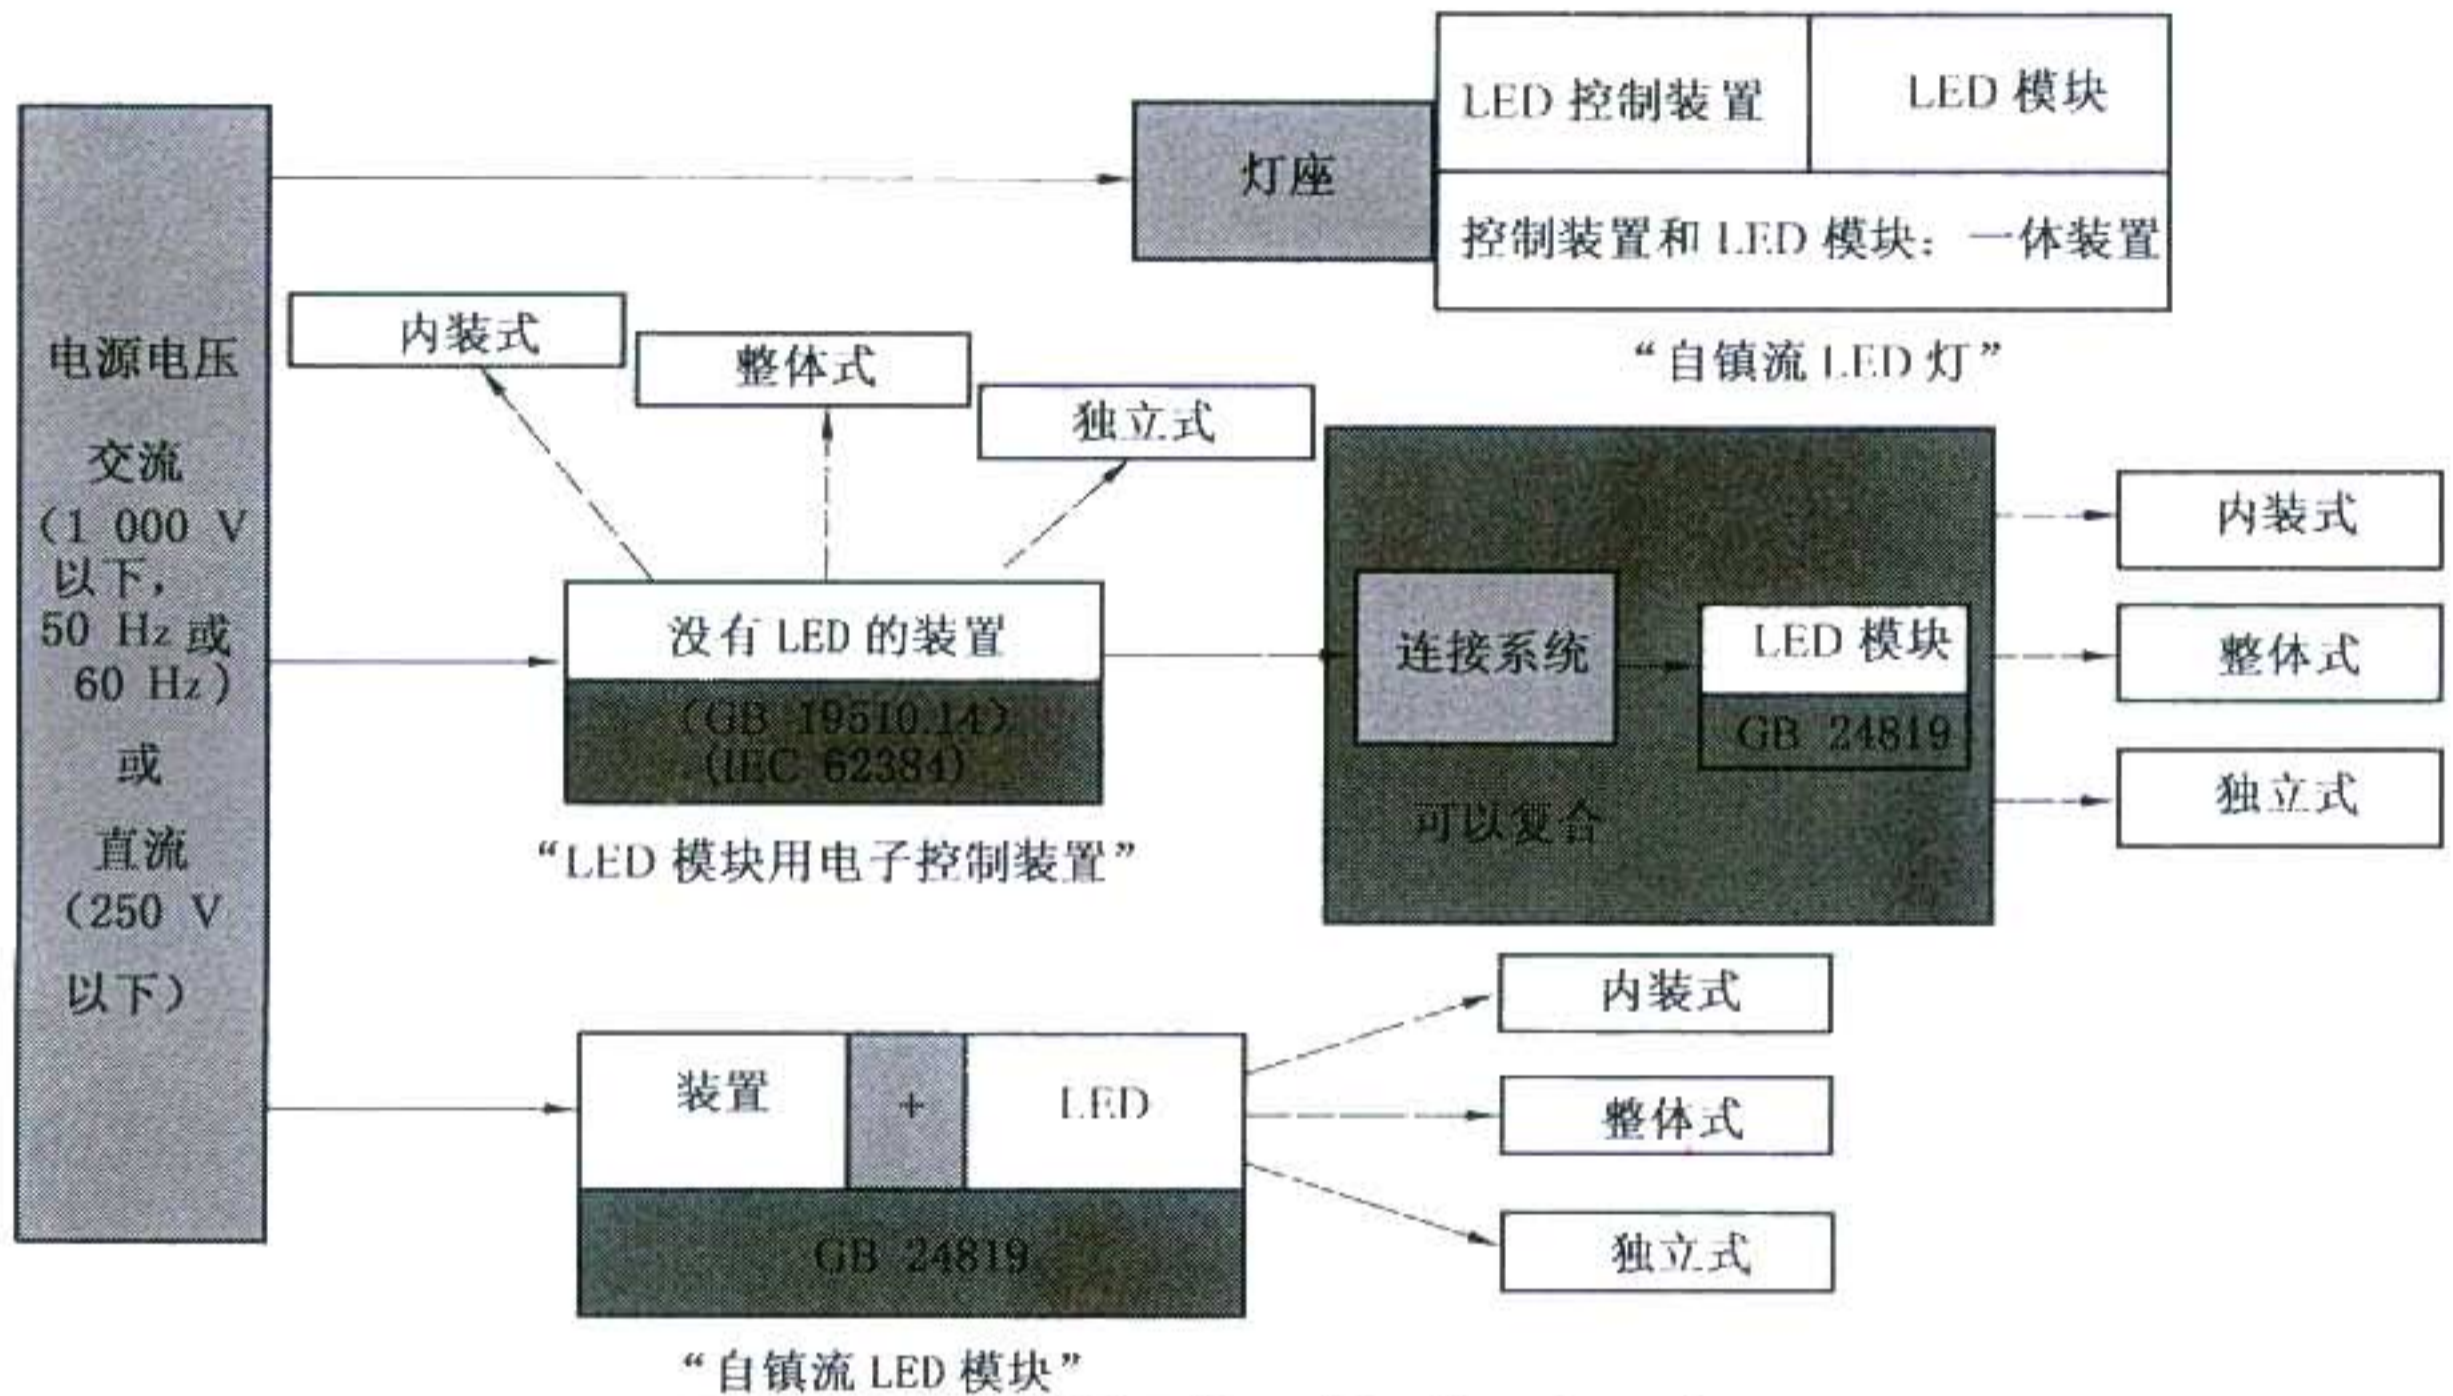 电源电压
交流
（1 000 V
以下，
50 Hz 或
60 Hz）
或
直流
（250 V
以下）
灯座
LED 控制装置
LED 模块
控制装置和 LED 模块：一体装置
“自镇流 LED 灯”
内装式
整体式
独立式
没有 LED 的装置
（GB 19510.14）
(IEC 62384)
“LED 模块用电子控制装置”
连接系统
LED 模块
GB 24819
可以复合
内装式
整体式
独立式
装置
+
LED
GB 24819
“自镇流 LED 模块”
内装式
整体式
独立式